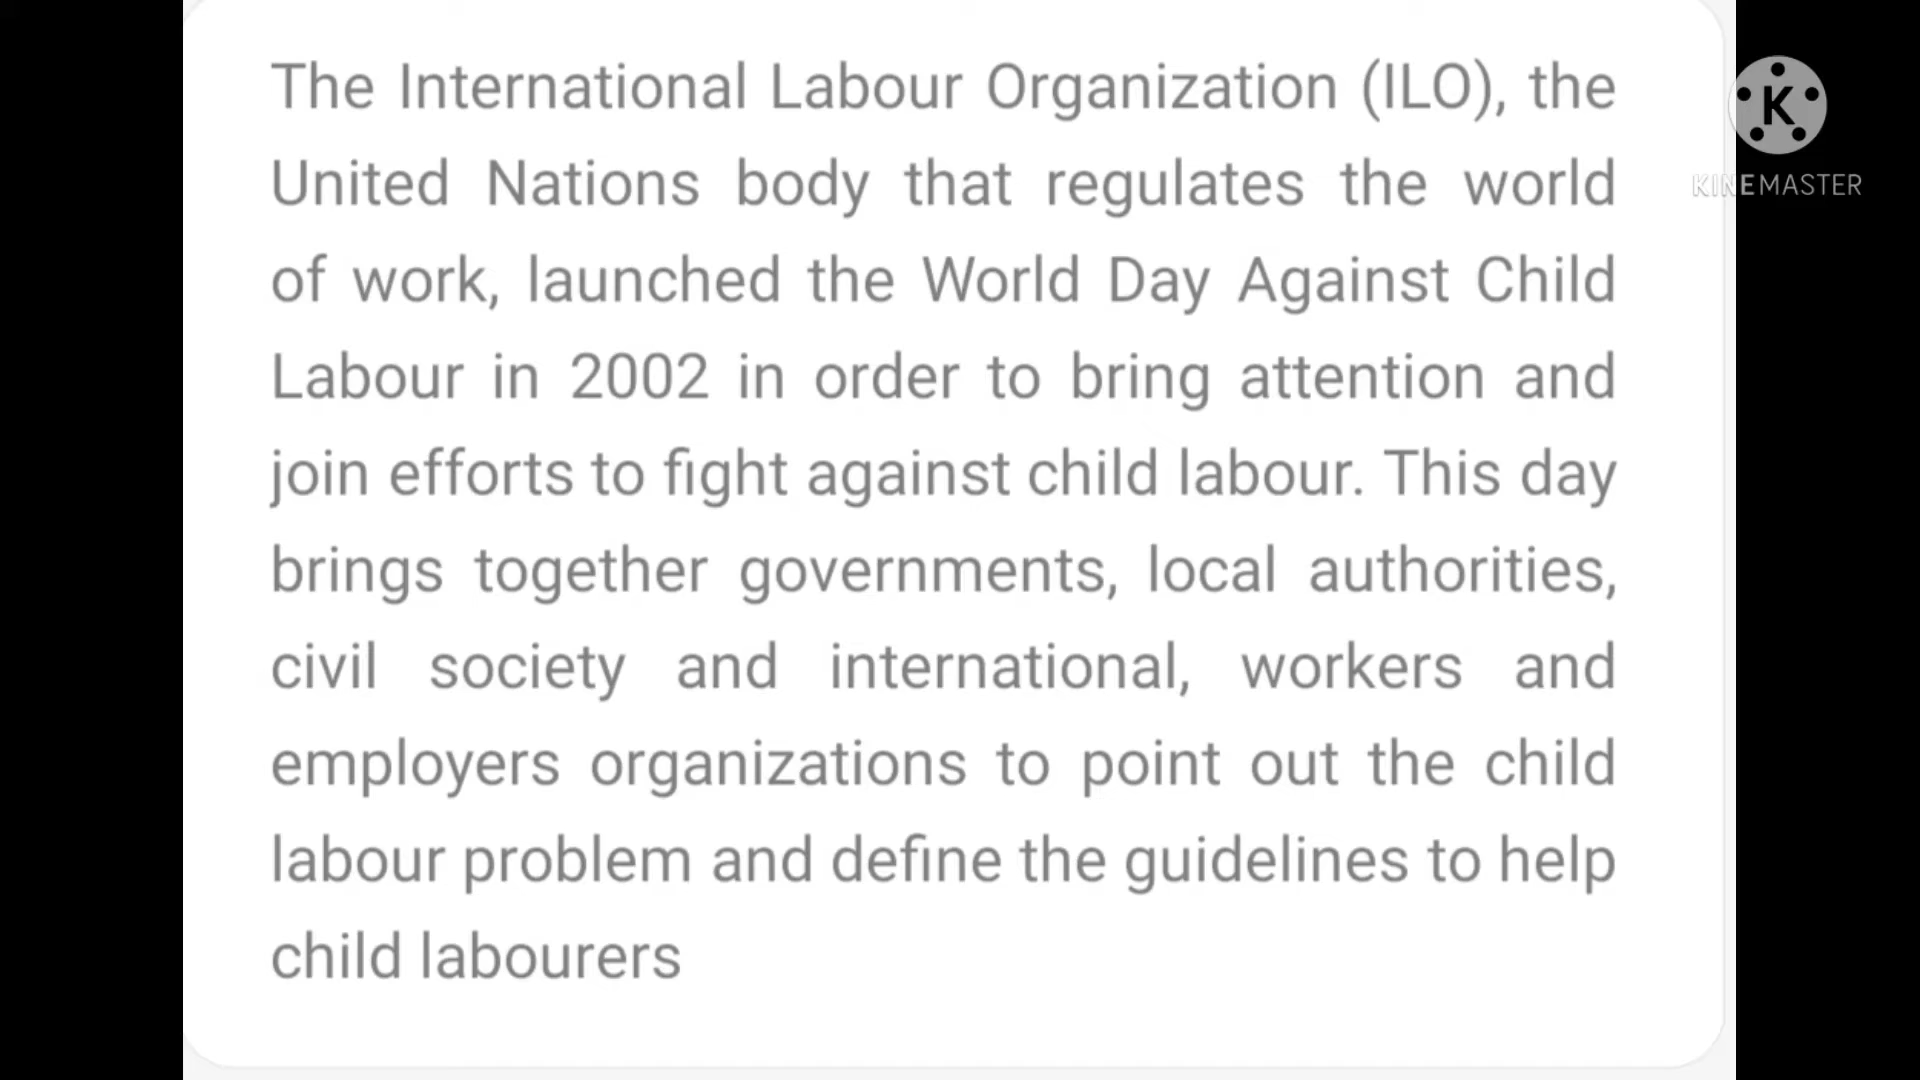 The International Labour Organization (ILO), the
United Nations body that regulates the world
of work, launched the World Day Against Child
Labour in 2002 in order to bring attention and
join efforts to fight against child labour. This day
brings together governments, local authorities,
civil society and international, workers and
employers organizations to point out the child
labour problem and define the guidelines to help
child labourers
K
KINEMASTER